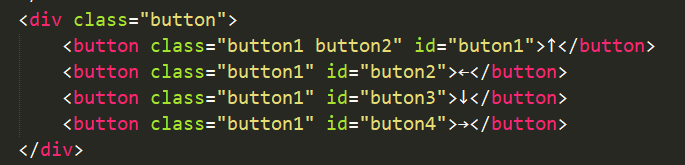 <div class="button">
<button class="button1 button2" id="buton1">↑</button>
<button class="button1" id="buton2">←</button>
<button class="button1" id="buton3">↓</button>
<button class="button1" id="buton4">→</button>
</div>